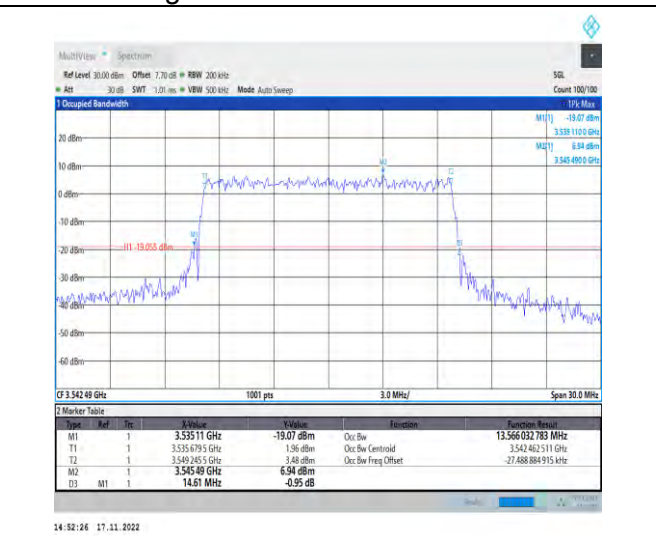 MultiView Spectrum
Ref Level 30.00 dBm Offset 7.70 dB RBW 200 kHz SGL
Att 30 dB SWT 1.01 ms VBW 500 kHz Mode Auto Sweep Count 100/100
1 Occupied Bandwidth 1Pk Max
M1[1] -19.07 dBm
3.535 110 0 GHz
M2[1] 6.94 dBm
3.545 490 0 GHz
20 dBm
10 dBm
0 dBm
-10 dBm
-20 dBm
-30 dBm
-40 dBm
-50 dBm
-60 dBm
T1
M2
T2
M1
D3
H1 -19.055 dBm
CF 3.542 49 GHz 1001 pts 3.0 MHz/ Span 30.0 MHz
2 Marker Table
Type Ref Trc X-Value Y-Value Function Function Result
M1 1 3.535 11 GHz -19.07 dBm Occ Bw 13.566 032 783 MHz
T1 1 3.535 679 5 GHz 1.96 dBm Occ Bw Centroid 3.542 462 511 GHz
T2 1 3.549 245 5 GHz 3.48 dBm Occ Bw Freq Offset -27.488 884 915 kHz
M2 1 3.545 49 GHz 6.94 dBm
D3 M1 1 14.61 MHz -0.95 dB
14:52:26 17.11.2022